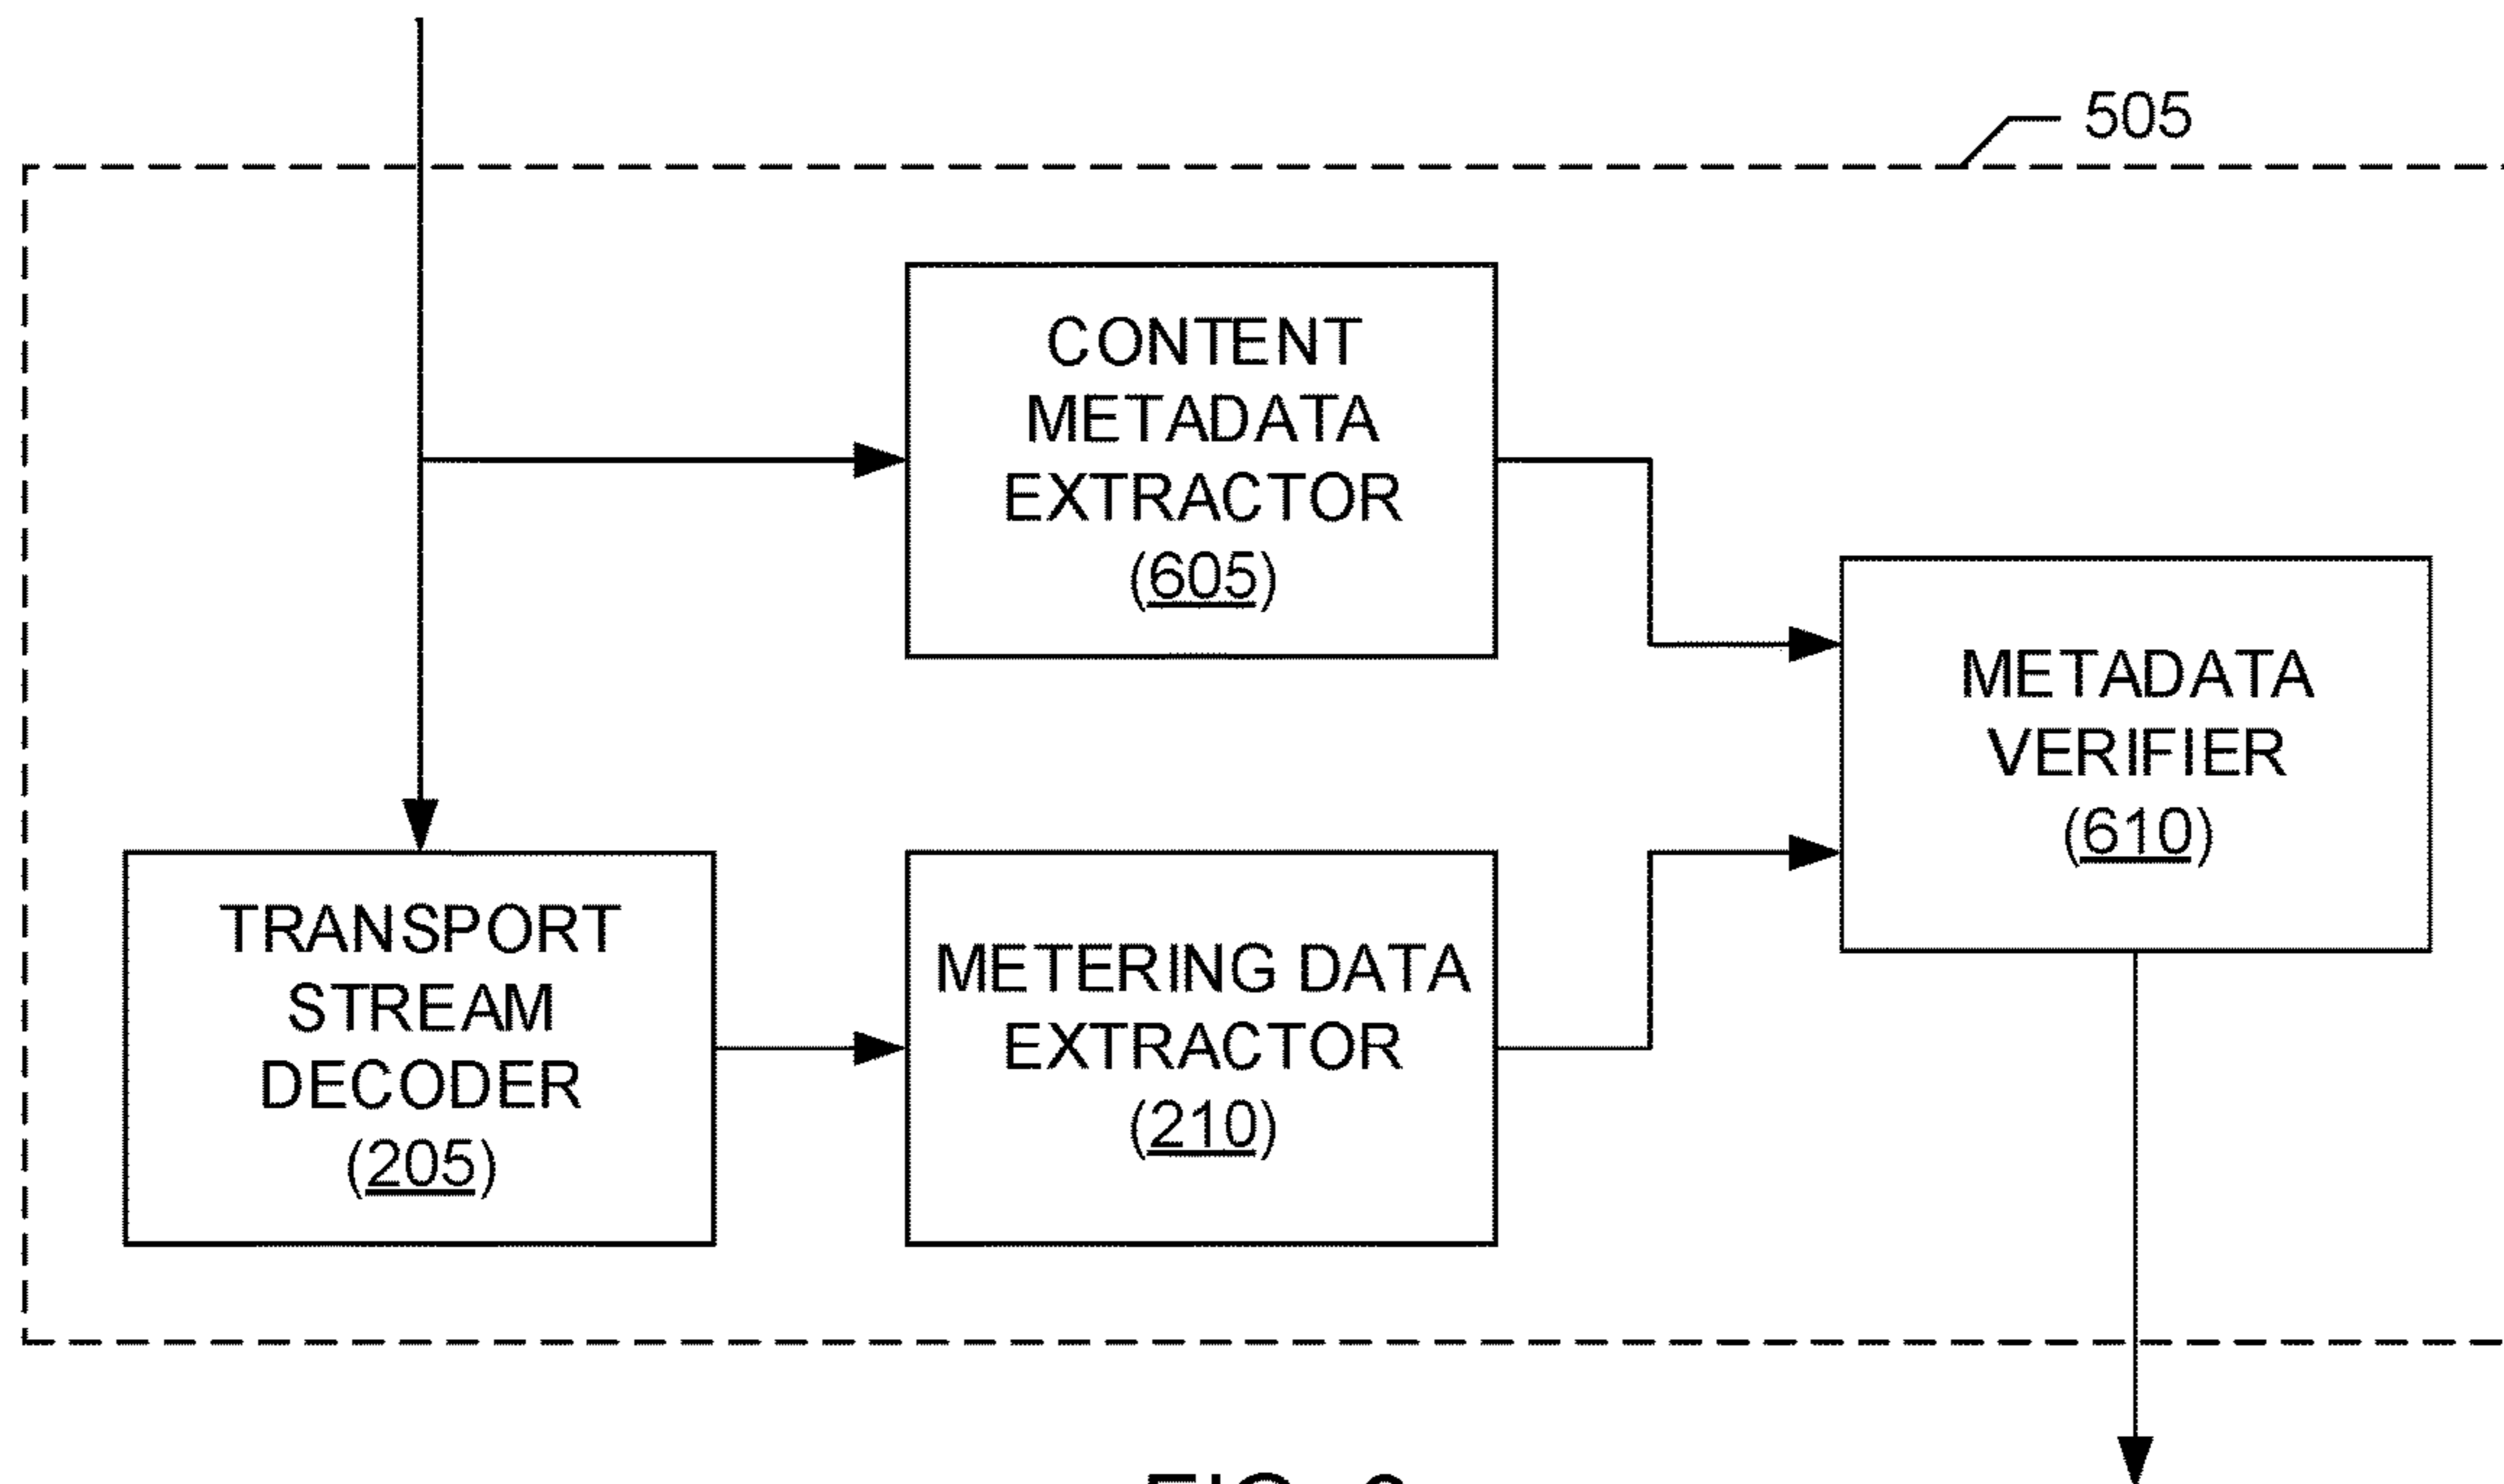 505
CONTENT
METADATA
EXTRACTOR
(605)
METADATA
VERIFIER
(610)
TRANSPORT
STREAM
DECODER
(205)
METERING DATA
EXTRACTOR
(210)